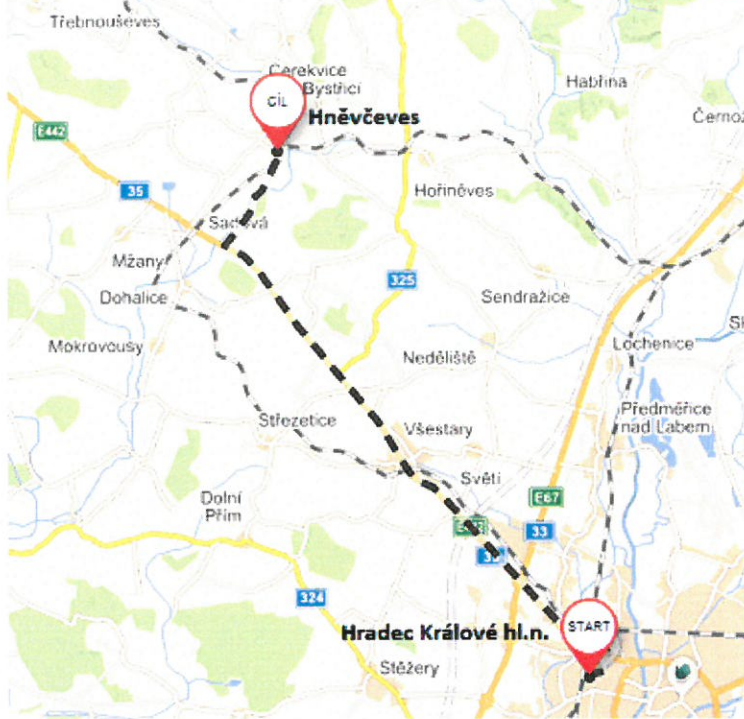 Třebnouševes
Cerekvice
Bystřicí
CÍL
Hněvčeves
Habřina
E442
35
Hořiněves
Sadová
Mžany
325
Dohalice
Sendražice
Mokrovousy
Neděliště
Lochenice
Předměřice
nad Labem
Střezetice
Všestary
Světí
Dolní
Přím
E67
33
324
Hradec Králové hl.n.
START
Stěžery